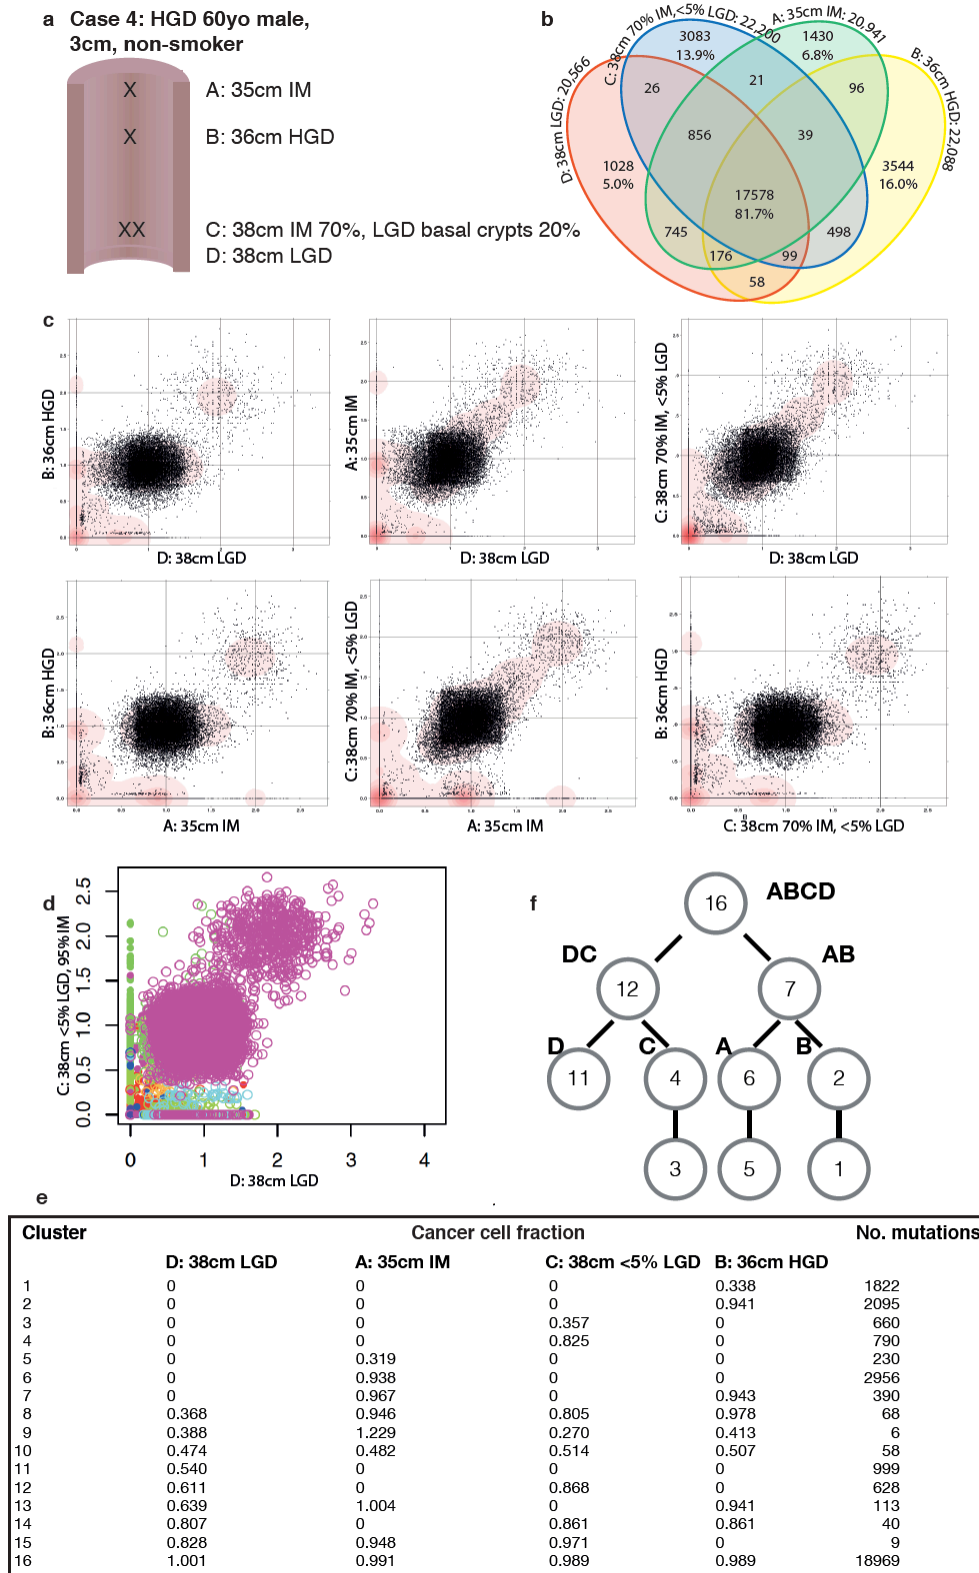 a Case 4: HGD 60yo male,
3cm, non-smoker
X A: 35cm IM
X B: 36cm HGD
XX C: 38cm IM 70%, LGD basal crypts 20%
D: 38cm LGD
b
D: 38cm LGD: 20,566
C: 38cm 70% IM,<5% LGD: 22,200
A: 35cm IM: 20,941
B: 36cm HGD: 22,088
3083
13.9%
1430
6.8%
26
21
96
856
39
1028
5.0%
3544
16.0%
17578
81.7%
745
498
176
99
58
c
B: 36cm HGD
D: 38cm LGD
A: 35cm IM
D: 38cm LGD
C: 38cm 70% IM, <5% LGD
D: 38cm LGD
B: 36cm HGD
A: 35cm IM
C: 38cm 70% IM, <5% LGD
A: 35cm IM
B: 36cm HGD
C: 38cm 70% IM, <5% LGD
d
C: 38cm <5% LGD, 95% IM
2.5
2.0
1.5
1.0
0.5
0.0
0 1 2 3 4
D: 38cm LGD
f
16 ABCD
DC AB
12 7
D C A B
11 4 6 2
3 5 1
e
Cluster Cancer cell fraction No. mutations
D: 38cm LGD A: 35cm IM C: 38cm <5% LGD B: 36cm HGD
1 0 0 0 0.338 1822
2 0 0 0 0.941 2095
3 0 0 0.357 0 660
4 0 0 0.825 0 790
5 0 0.319 0 0 230
6 0 0.938 0 0 2956
7 0 0.967 0 0.943 390
8 0.368 0.946 0.805 0.978 68
9 0.388 1.229 0.270 0.413 6
10 0.474 0.482 0.514 0.507 58
11 0.540 0 0 0 999
12 0.611 0 0.868 0 628
13 0.639 1.004 0 0.941 113
14 0.807 0 0.861 0.861 40
15 0.828 0.948 0.971 0 9
16 1.001 0.991 0.989 0.989 18969